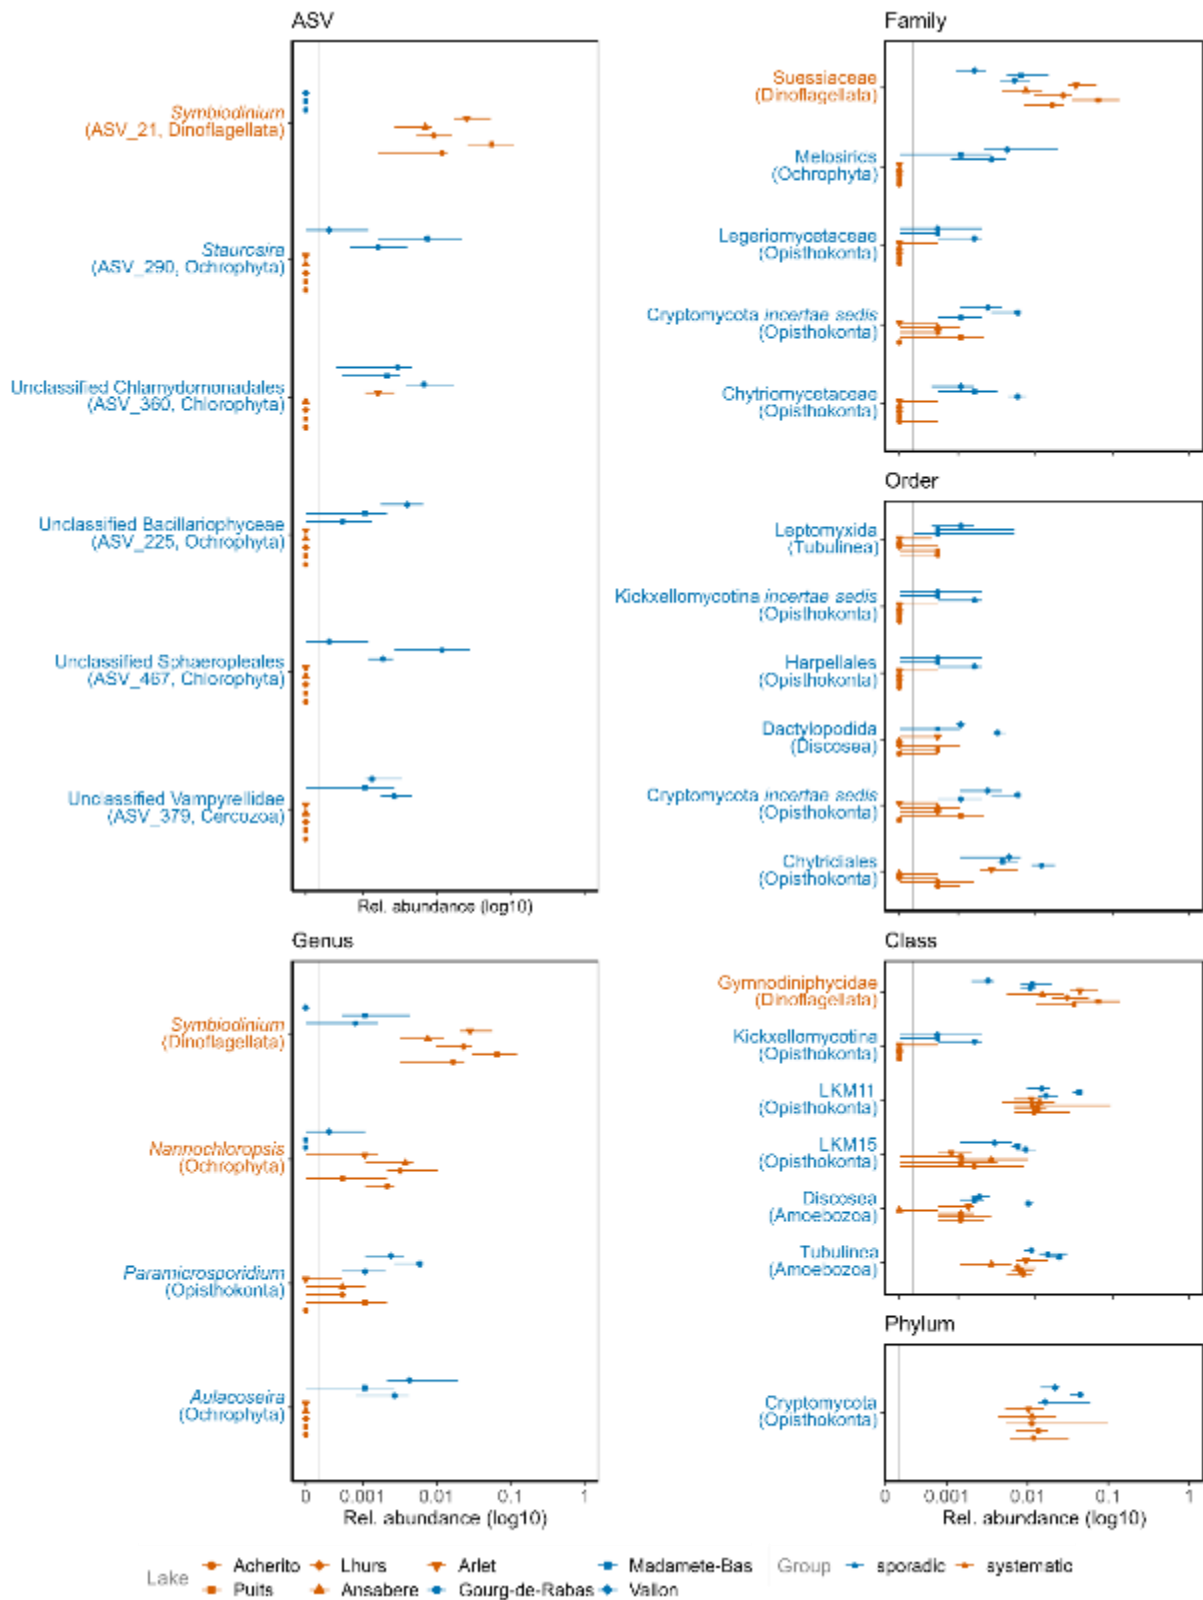 ASV
Symbiodinium
(ASV_21, Dinoflagellata)
Staurosira
(ASV_290, Ochrophyta)
Unclassified Chlamydomonadales
(ASV_360, Chlorophyta)
Unclassified Bacillariophyceae
(ASV_225, Ochrophyta)
Unclassified Sphaeropleales
(ASV_467, Chlorophyta)
Unclassified Vampyrellidae
(ASV_379, Cercozoa)
Rel. abundance (log10)
Genus
Symbiodinium
(Dinoflagellata)
Nannochloropsis
(Ochrophyta)
Paramicrosporidium
(Opisthokonta)
Aulacoseira
(Ochrophyta)
0 0.001 0.01 0.1 1
Rel. abundance (log10)
Family
Suessiaceae
(Dinoflagellata)
Melosirics
(Ochrophyta)
Legeriomycetaceae
(Opisthokonta)
Cryptomycota incertae sedis
(Opisthokonta)
Chytriomycetaceae
(Opisthokonta)
Order
Leptomyxida
(Tubulinea)
Kickxellomycotina incertae sedis
(Opisthokonta)
Harpellales
(Opisthokonta)
Dactylopodida
(Discosea)
Cryptomycota incertae sedis
(Opisthokonta)
Chytridiales
(Opisthokonta)
Class
Gymnodiniphycidae
(Dinoflagellata)
Kickxellomycotina
(Opisthokonta)
LKM11
(Opisthokonta)
LKM15
(Opisthokonta)
Discosea
(Amoebozoa)
Tubulinea
(Amoebozoa)
Phylum
Cryptomycota
(Opisthokonta)
0 0.001 0.01 0.1 1
Rel. abundance (log10)
Lake Acherito Lhurs Arlet Madamete-Bas Group sporadic systematic
Puits Ansabere Gourg-de-Rabas Vallon